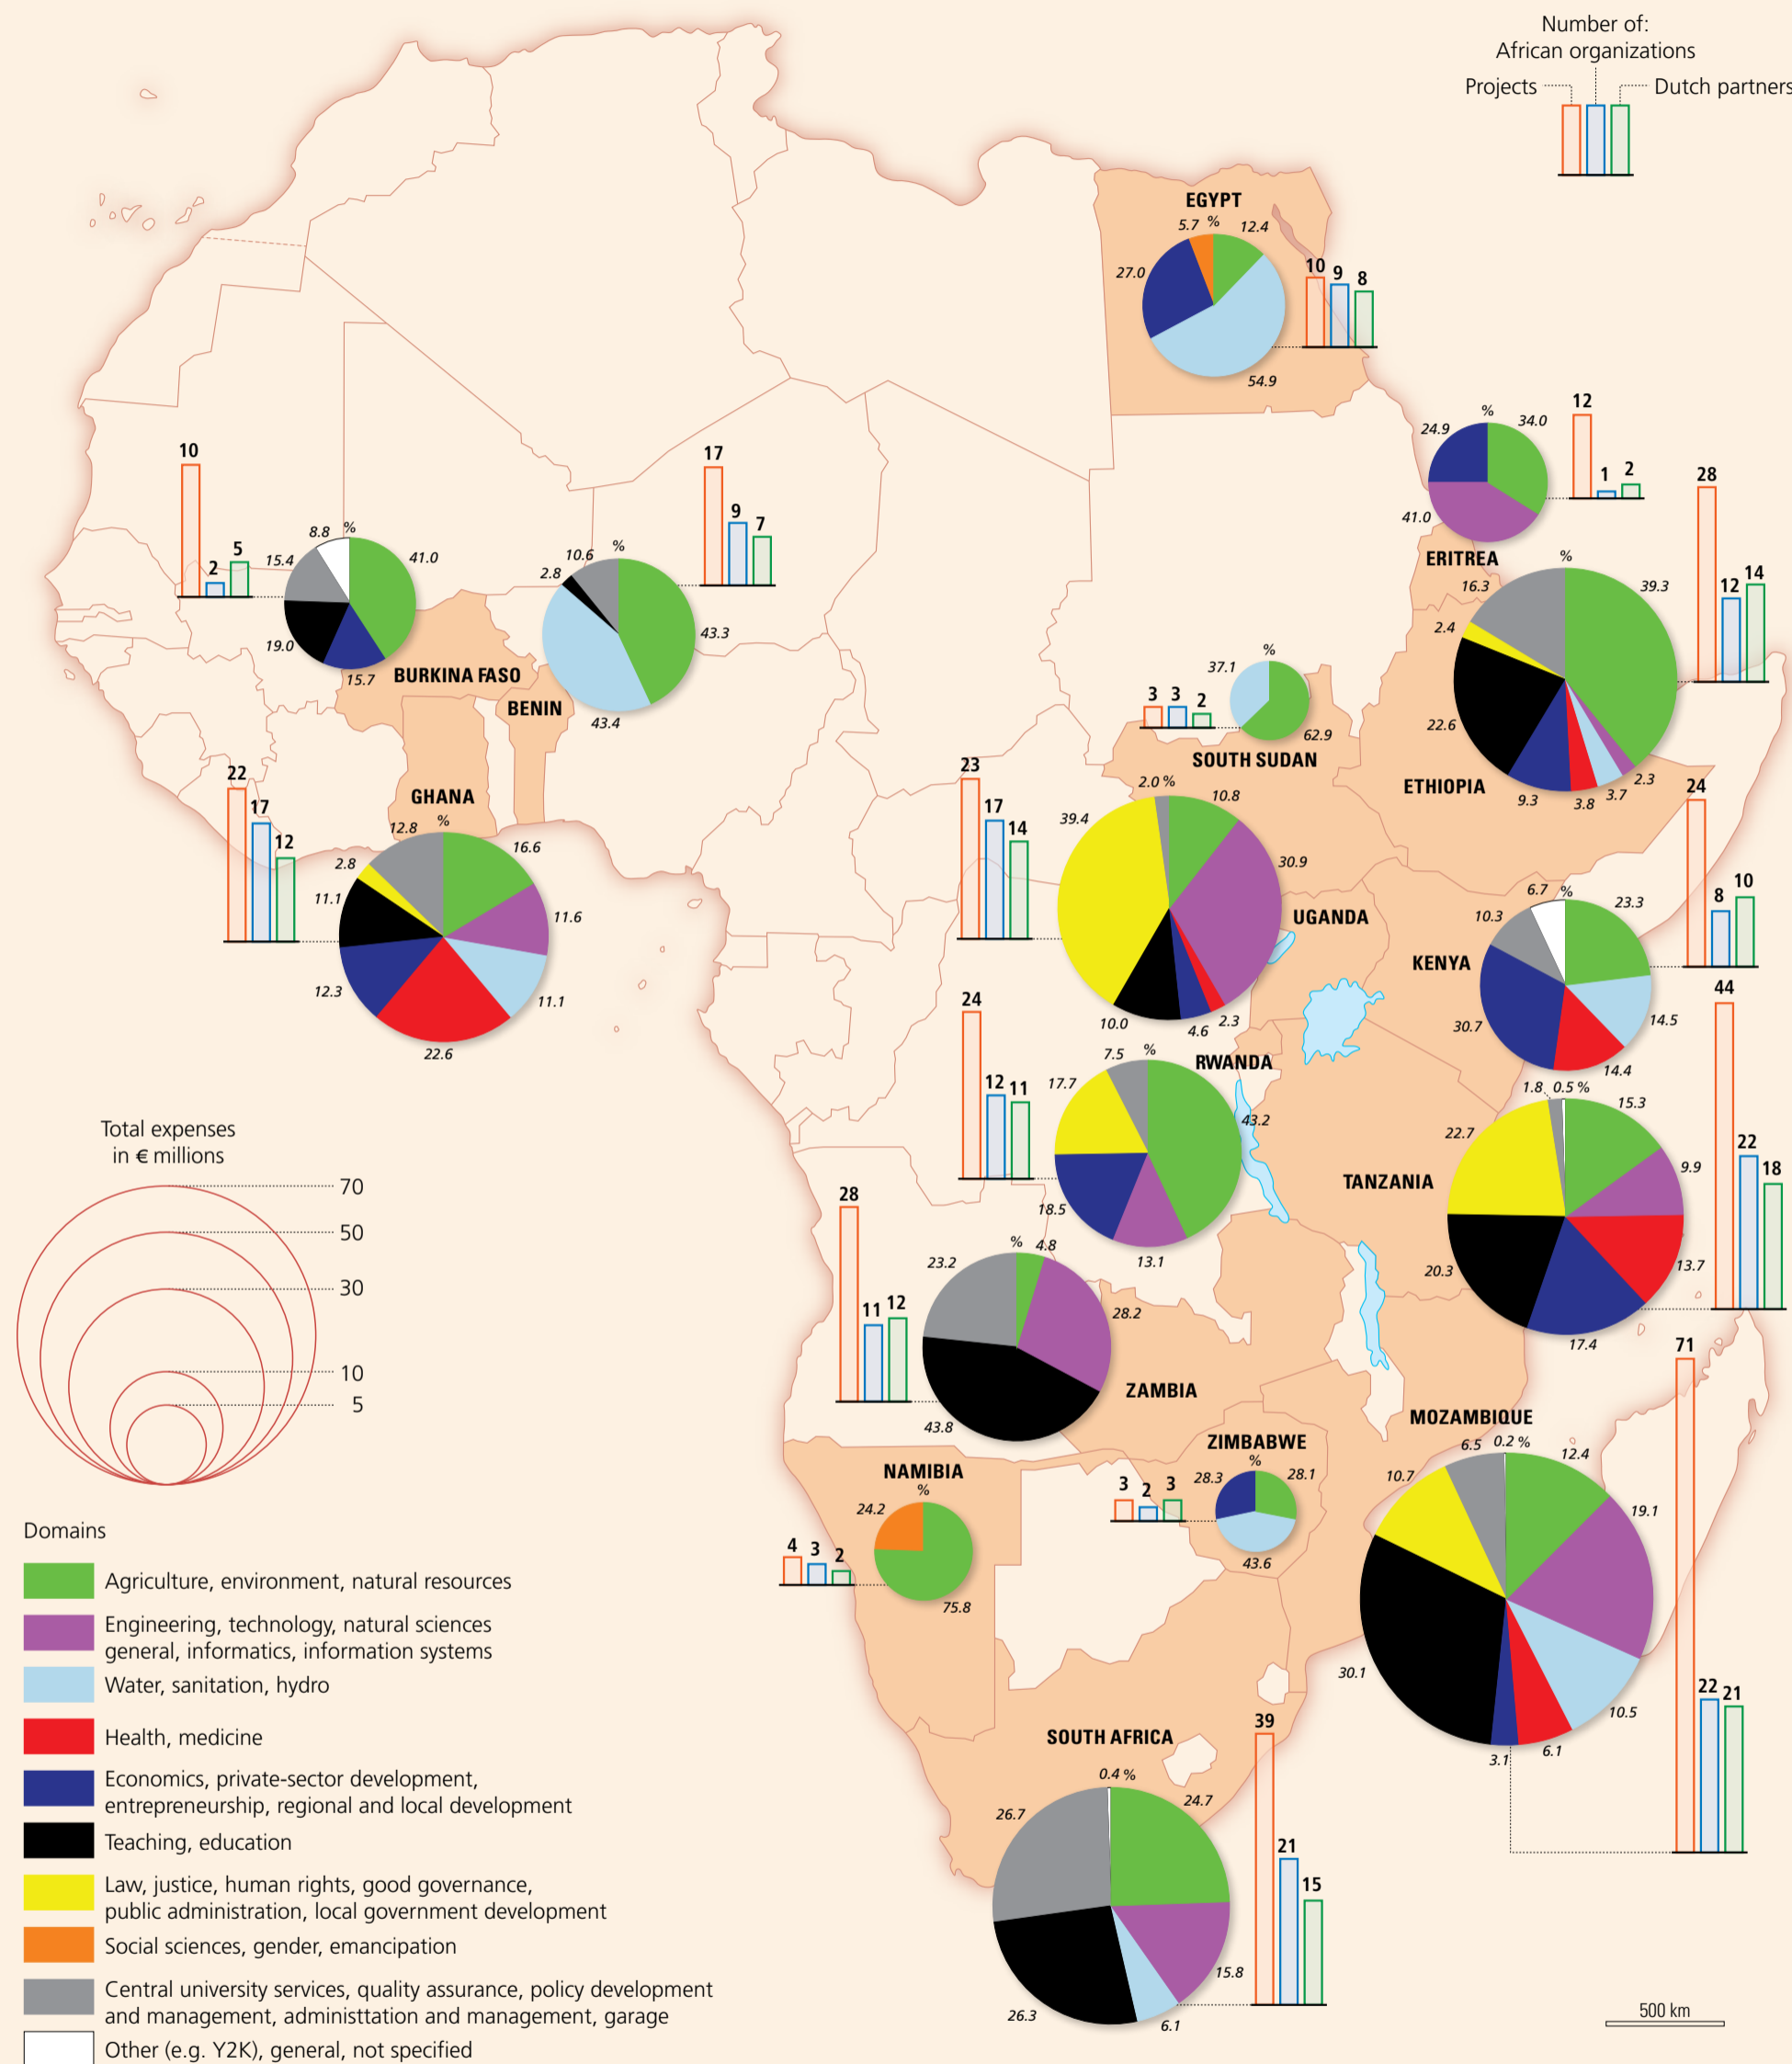 Number of:
African organizations
Projects
Dutch partners
EGYPT
5.7 % 12.4
27.0
54.9
10 9 8
% 34.0
24.9
41.0
12 1 2
ERITREA
10 2 5
8.8 %
15.4 41.0
19.0
15.7
BURKINA FASO
17 9 7
10.6 %
2.8
43.3
43.4
BENIN
28 12 14
%
16.3 39.3
2.4
22.6
9.3 3.8 3.7 2.3
ETHIOPIA
%
37.1
62.9
3 3 2
SOUTH SUDAN
22 17 12
GHANA
12.8 % 16.6
2.8
11.1 11.6
12.3 11.1
22.6
23 17 14
2.0 % 10.8
39.4
30.9
10.0 4.6 2.3
UGANDA
24 8 10
6.7 % 23.3
10.3
30.7 14.5
14.4
KENYA
24 12 11
RWANDA
7.5 %
17.7 43.2
18.5
13.1
44 22 18
1.8 0.5 % 15.3
22.7
9.9
20.3 13.7
17.4
TANZANIA
28 11 12
% 4.8
23.2
28.2
43.8
ZAMBIA
71 22 21
MOZAMBIQUE
6.5 0.2 % 12.4
10.7
19.1
30.1
10.5
3.1 6.1
ZIMBABWE
%
28.3 28.1
43.6
3 2 3
NAMIBIA
%
24.2
75.8
4 3 2
SOUTH AFRICA
0.4 %
26.7 24.7
26.3 15.8
6.1
39 21 15
Total expenses
in € millions
70
50
30
10
5
Domains
Agriculture, environment, natural resources
Engineering, technology, natural sciences
general, informatics, information systems
Water, sanitation, hydro
Health, medicine
Economics, private-sector development,
entrepreneurship, regional and local development
Teaching, education
Law, justice, human rights, good governance,
public administration, local government development
Social sciences, gender, emancipation
Central university services, quality assurance, policy development
and management, administtation and management, garage
Other (e.g. Y2K), general, not specified
500 km